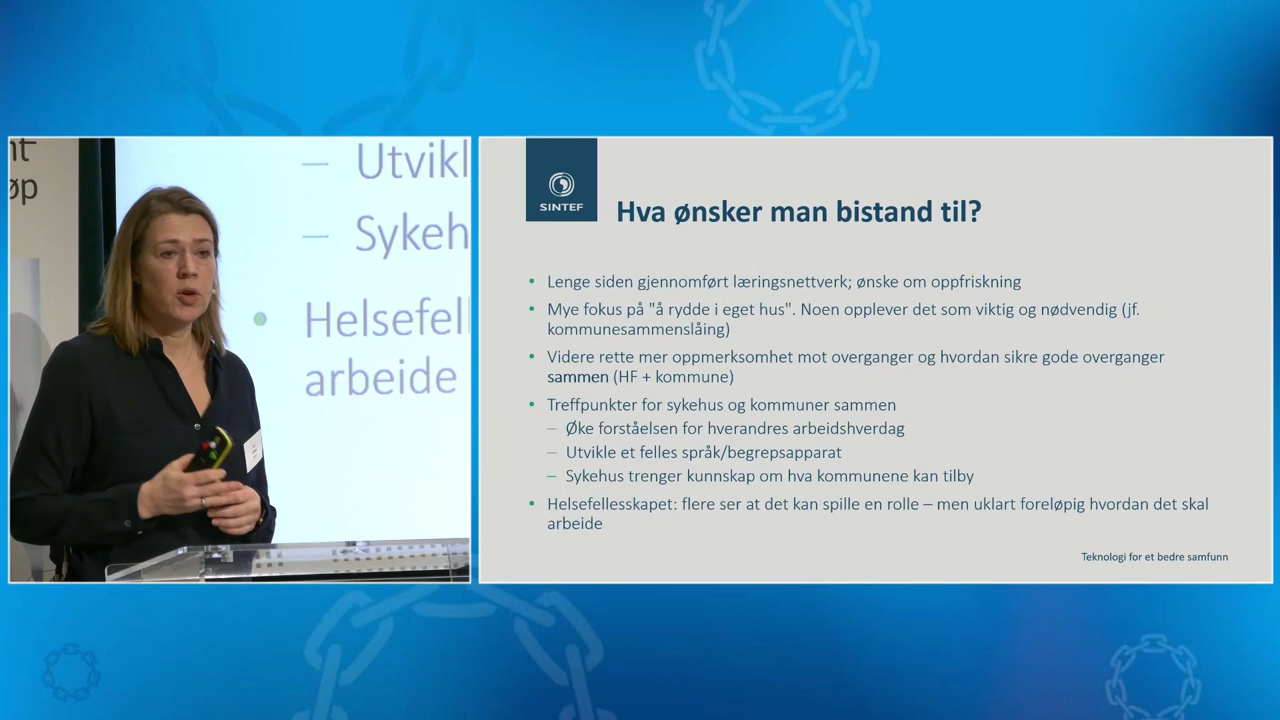 nt
øp
– Utvikl
– Sykeh
• Helsefel
arbeide
SINTEF
Hva ønsker man bistand til?
• Lenge siden gjennomført læringsnettverk; ønske om oppfriskning
• Mye fokus på "å rydde i eget hus". Noen opplever det som viktig og nødvendig (jf.
kommunesammenslåing)
• Videre rette mer oppmerksomhet mot overganger og hvordan sikre gode overganger
sammen (HF + kommune)
• Treffpunkter for sykehus og kommuner sammen
– Øke forståelsen for hverandres arbeidshverdag
– Utvikle et felles språk/begrepsapparat
– Sykehus trenger kunnskap om hva kommunene kan tilby
• Helsefellesskapet: flere ser at det kan spille en rolle – men uklart foreløpig hvordan det skal
arbeide
Teknologi for et bedre samfunn